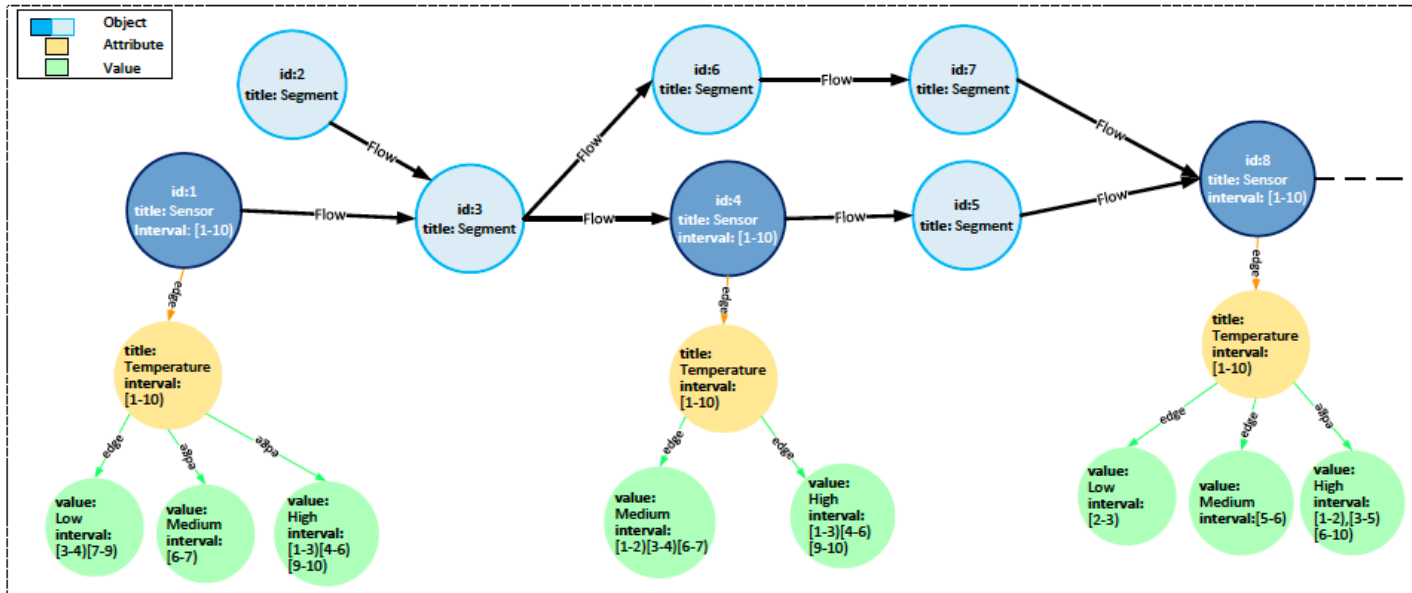 Object
Attribute
Value
id:2
title: Segment
id:6
title: Segment
id:7
title: Segment
id:1
title: Sensor
Interval: [1-10)
id:3
title: Segment
id:4
title: Sensor
interval: [1-10)
id:5
title: Segment
id:8
title: Sensor
interval: [1-10)
Flow
Flow
Flow
Flow
Flow
Flow
Flow
Flow
edge
edge
edge
title:
Temperature
interval:
[1-10)
title:
Temperature
interval:
[1-10)
title:
Temperature
interval:
[1-10)
edge
edge
edge
edge
edge
edge
edge
edge
value:
Low
interval:
[3-4)[7-9)
value:
Medium
interval:
[6-7)
value:
High
interval:
[1-3)[4-6)
[9-10)
value:
Medium
interval:
[1-2)[3-4)[6-7)
value:
High
interval:
[1-3)[4-6)
[9-10)
value:
Low
interval:
[2-3)
value:
Medium
interval:[5-6)
value:
High
interval:
[1-2),[3-5)
[6-10)